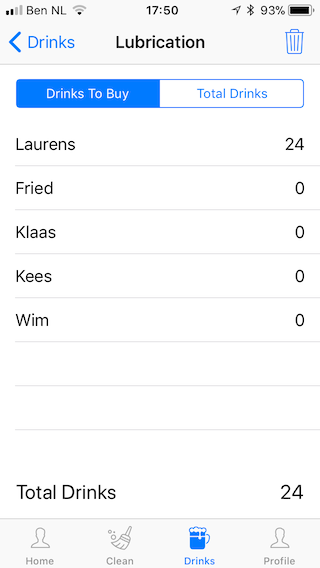 Ben NL 17:50 93%
Drinks Lubrication
Drinks To Buy Total Drinks
Laurens 24
Fried 0
Klaas 0
Kees 0
Wim 0
Total Drinks 24
Home Clean Drinks Profile